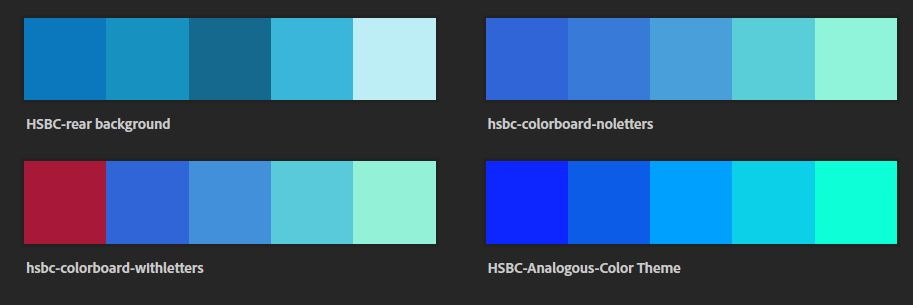 HSBC-rear background
hsbc-colorboard-noletters
hsbc-colorboard-withletters
HSBC-Analogous-Color Theme